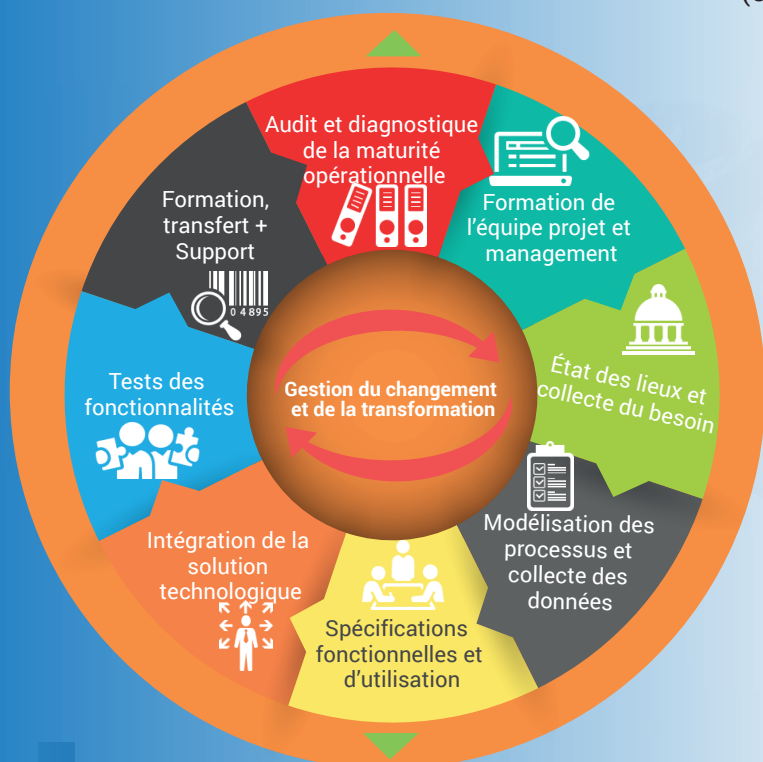 Audit et diagnostique
de la maturité
opérationnelle
Formation de
l'équipe projet et
management
État des lieux et
collecte du besoin
Modélisation des
processus et
collecte des
données
Spécifications
fonctionnelles et
d'utilisation
Intégration de la
solution
technologique
Tests des
fonctionnalités
Formation,
transfert +
Support
04895
Gestion du changement
et de la transformation